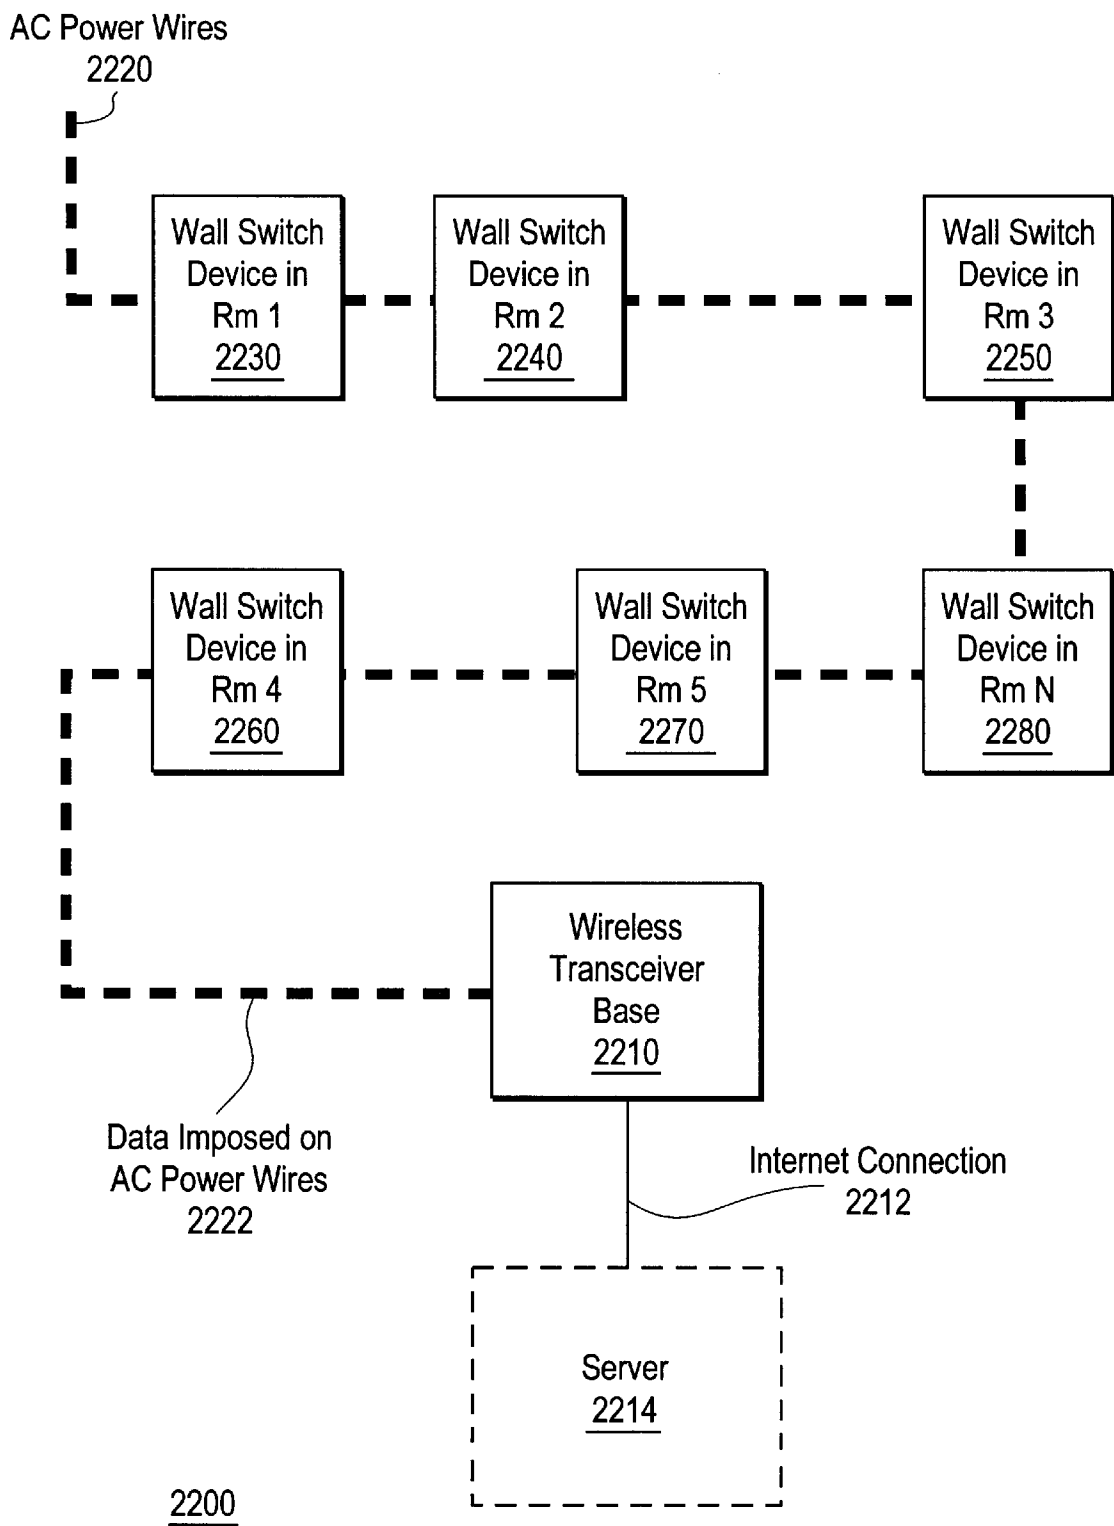 AC Power Wires
2220
Wall Switch
Device in
Rm 1
2230
Wall Switch
Device in
Rm 2
2240
Wall Switch
Device in
Rm 3
2250
Wall Switch
Device in
Rm 4
2260
Wall Switch
Device in
Rm 5
2270
Wall Switch
Device in
Rm N
2280
Wireless
Transceiver
Base
2210
Data Imposed on
AC Power Wires
2222
Internet Connection
2212
Server
2214
2200